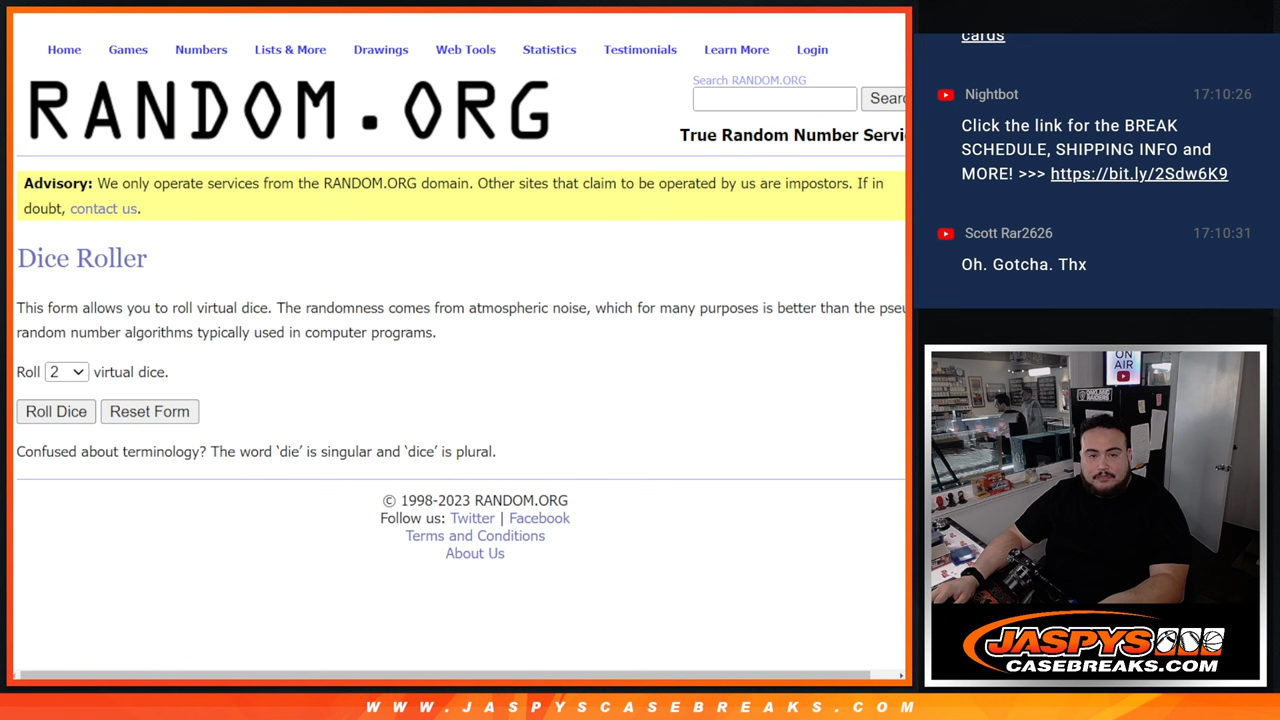 Home Games Numbers Lists & More Drawings Web Tools Statistics Testimonials Learn More Login
RANDOM.ORG
Search RANDOM.ORG
Searc
True Random Number Servi
Advisory: We only operate services from the RANDOM.ORG domain. Other sites that claim to be operated by us are impostors. If in
doubt, contact us.
Dice Roller
This form allows you to roll virtual dice. The randomness comes from atmospheric noise, which for many purposes is better than the pseu
random number algorithms typically used in computer programs.
Roll 2 virtual dice.
Roll Dice Reset Form
Confused about terminology? The word ‘die’ is singular and ‘dice’ is plural.
© 1998-2023 RANDOM.ORG
Follow us: Twitter | Facebook
Terms and Conditions
About Us
cards
Nightbot 17:10:26
Click the link for the BREAK
SCHEDULE, SHIPPING INFO and
MORE! >>> https://bit.ly/2Sdw6K9
Scott Rar2626 17:10:31
Oh. Gotcha. Thx
ON
AIR
JASPYS
CASEBREAKS.COM
WWW.JASPYSCASEBREAKS.COM